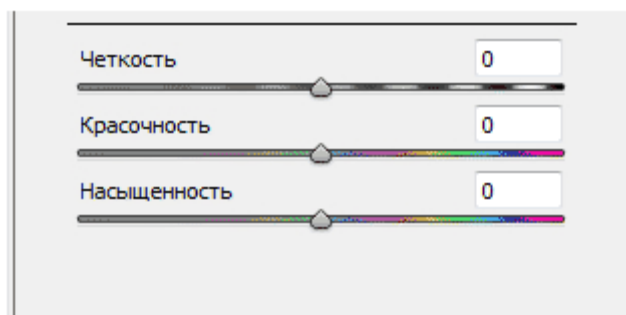 Четкость 0
Красочность 0
Насыщенность 0